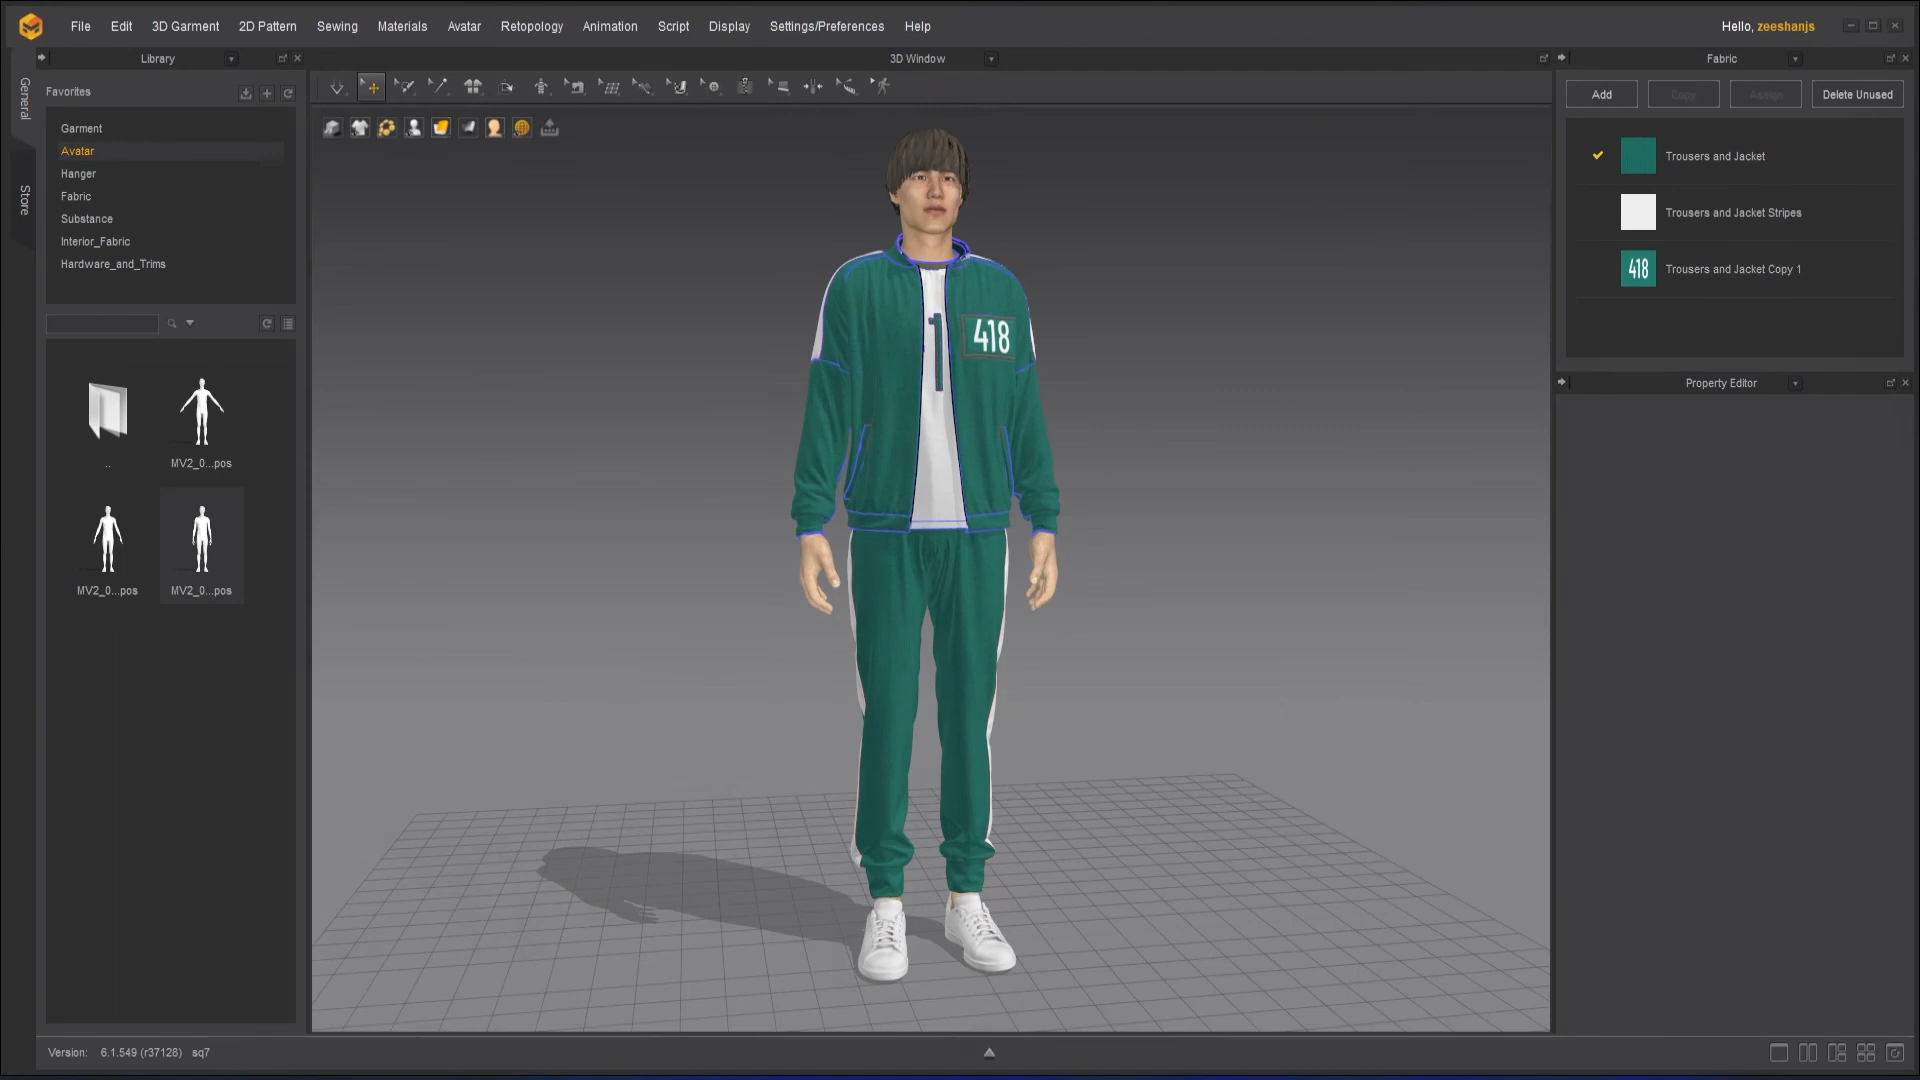 File Edit 3D Garment 2D Pattern Sewing Materials Avatar Retopology Animation Script Display Settings/Preferences Help
Hello, zeeshanjs
Library
3D Window
Fabric
General
Store
Favorites
Garment
Avatar
Hanger
Fabric
Substance
Interior_Fabric
Hardware_and_Trims
..
MV2_0...pos
MV2_0...pos
MV2_0...pos
1
418
Add Copy Assign Delete Unused
Trousers and Jacket
Trousers and Jacket Stripes
418 Trousers and Jacket Copy 1
Property Editor
Version: 6.1.549 (r37128) sq7